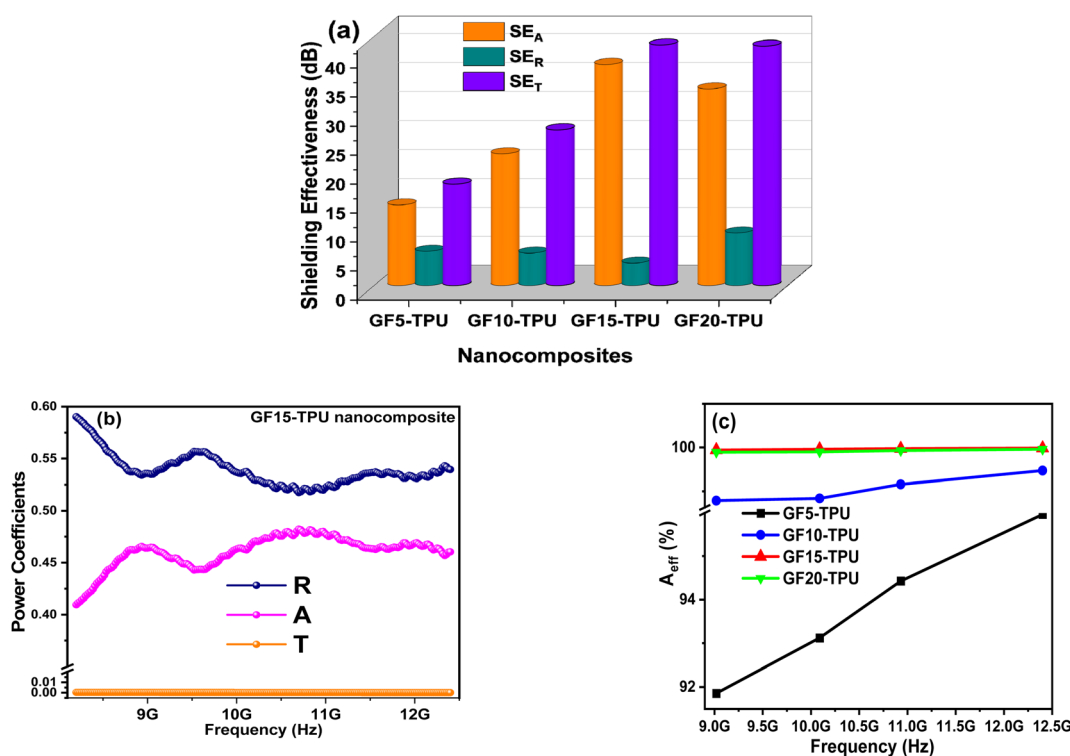 (a)
SE_A
SE_R
SE_T
Shielding Effectiveness (dB)
40
35
30
25
20
15
10
5
0
GF5-TPU GF10-TPU GF15-TPU GF20-TPU
Nanocomposites
(b)
GF15-TPU nanocomposite
Power Coefficients
0.60
0.55
0.50
0.45
0.40
0.01
0.00
R
A
T
9G 10G 11G 12G
Frequency (Hz)
(c)
A_eff (%)
100
94
92
GF5-TPU
GF10-TPU
GF15-TPU
GF20-TPU
9.0G 9.5G 10.0G 10.5G 11.0G 11.5G 12.0G 12.5G
Frequency (Hz)